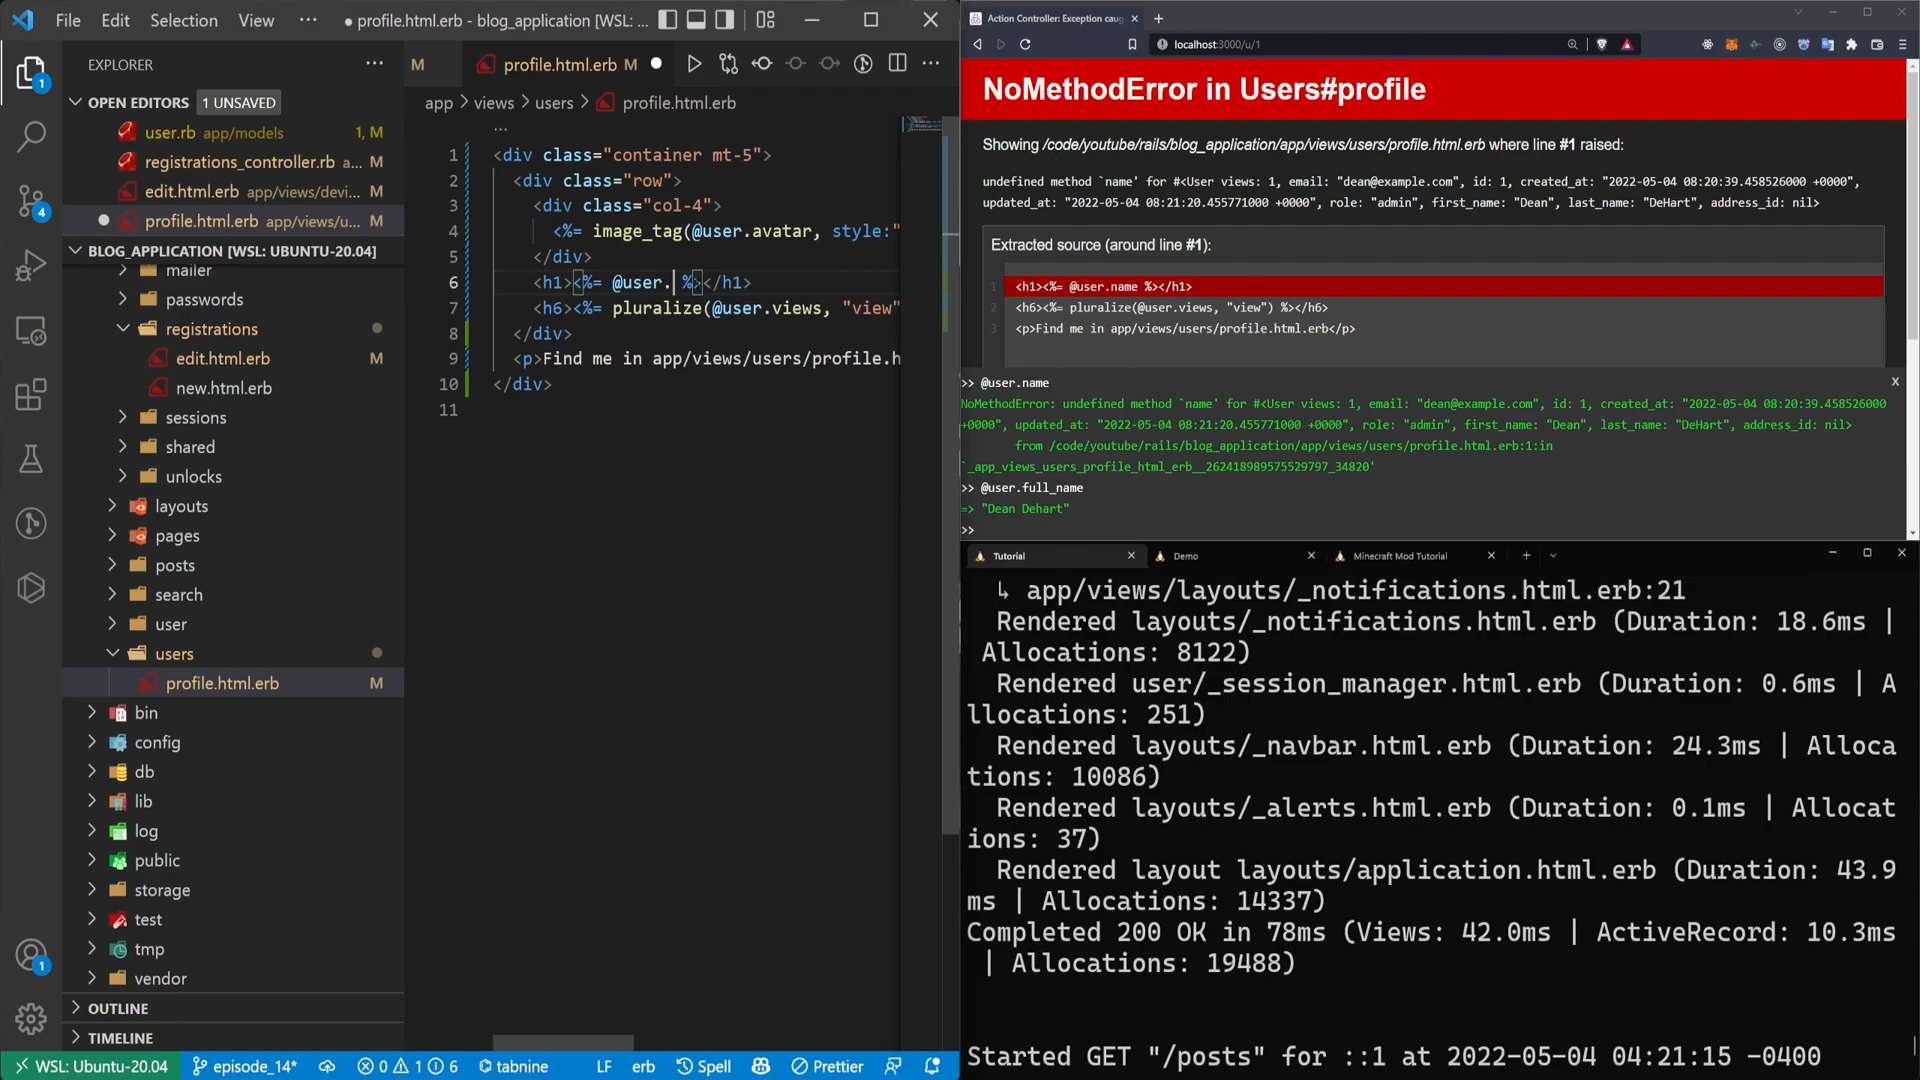 File Edit Selection View ··· ● profile.html.erb - blog_application [WSL: ...
EXPLORER ···
OPEN EDITORS 1 UNSAVED
user.rb app/models 1, M
registrations_controller.rb a... M
edit.html.erb app/views/devi... M
profile.html.erb app/views/u... M
BLOG_APPLICATION [WSL: UBUNTU-20.04]
mailer
passwords
registrations
edit.html.erb M
new.html.erb
sessions
shared
unlocks
layouts
pages
posts
search
user
users
profile.html.erb M
bin
config
db
lib
log
public
storage
test
tmp
vendor
OUTLINE
TIMELINE
1
4
1
M profile.html.erb M ● ···
app > views > users > profile.html.erb
...
1 <div class="container mt-5">
2 <div class="row">
3 <div class="col-4">
4 <%= image_tag(@user.avatar, style:"
5 </div>
6 <h1><%= @user. %></h1>
7 <h6><%= pluralize(@user.views, "view"
8 </div>
9 <p>Find me in app/views/users/profile.h
10 </div>
11
WSL: Ubuntu-20.04 episode_14* 0 1 6 tabnine LF erb Spell Prettier
Action Controller: Exception caug
localhost:3000/u/1
NoMethodError in Users#profile
Showing /code/youtube/rails/blog_application/app/views/users/profile.html.erb where line #1 raised:
undefined method `name' for #<User views: 1, email: "dean@example.com", id: 1, created_at: "2022-05-04 08:20:39.458526000 +0000",
updated_at: "2022-05-04 08:21:20.455771000 +0000", role: "admin", first_name: "Dean", last_name: "DeHart", address_id: nil>
Extracted source (around line #1):
<h1><%= @user.name %></h1>
2 <h6><%= pluralize(@user.views, "view") %></h6>
3 <p>Find me in app/views/users/profile.html.erb</p>
>> @user.name x
NoMethodError: undefined method `name' for #<User views: 1, email: "dean@example.com", id: 1, created_at: "2022-05-04 08:20:39.458526000
+0000", updated_at: "2022-05-04 08:21:20.455771000 +0000", role: "admin", first_name: "Dean", last_name: "DeHart", address_id: nil>
from /code/youtube/rails/blog_application/app/views/users/profile.html.erb:1:in
`_app_views_users_profile_html_erb__262418989575529797_34820'
>> @user.full_name
=> "Dean Dehart"
>>
Tutorial Demo Minecraft Mod Tutorial
↳ app/views/layouts/_notifications.html.erb:21
Rendered layouts/_notifications.html.erb (Duration: 18.6ms |
Allocations: 8122)
Rendered user/_session_manager.html.erb (Duration: 0.6ms | A
llocations: 251)
Rendered layouts/_navbar.html.erb (Duration: 24.3ms | Alloca
tions: 10086)
Rendered layouts/_alerts.html.erb (Duration: 0.1ms | Allocat
ions: 37)
Rendered layout layouts/application.html.erb (Duration: 43.9
ms | Allocations: 14337)
Completed 200 OK in 78ms (Views: 42.0ms | ActiveRecord: 10.3ms
| Allocations: 19488)
Started GET "/posts" for ::1 at 2022-05-04 04:21:15 -0400